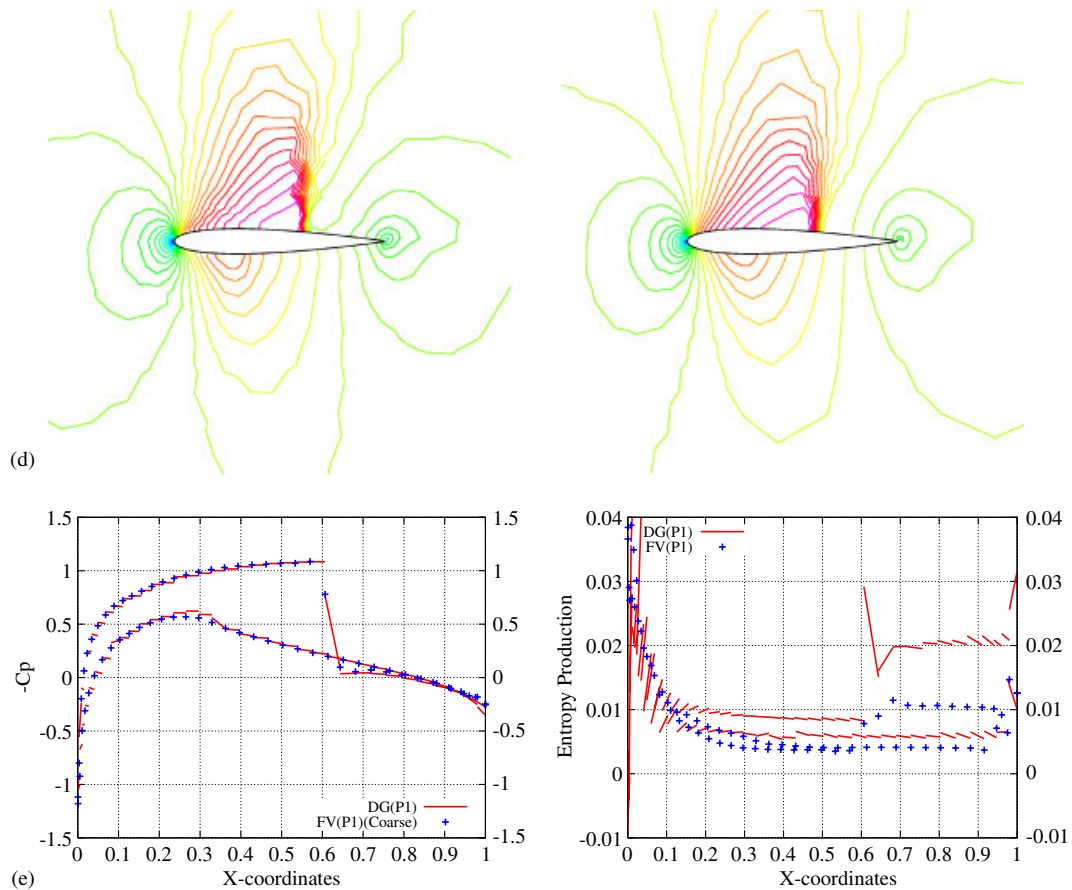 (d)
1.5 1.5
1 1
0.5 0.5
0 0
-0.5 -0.5
-1 -1
-1.5 -1.5
-Cp
DG(P1)
FV(P1)(Coarse)
0 0.1 0.2 0.3 0.4 0.5 0.6 0.7 0.8 0.9 1
X-coordinates
(e)
0.04 0.04
0.03 0.03
0.02 0.02
0.01 0.01
0 0
-0.01 -0.01
Entropy Production
DG(P1)
FV(P1)
0 0.1 0.2 0.3 0.4 0.5 0.6 0.7 0.8 0.9 1
X-coordinates